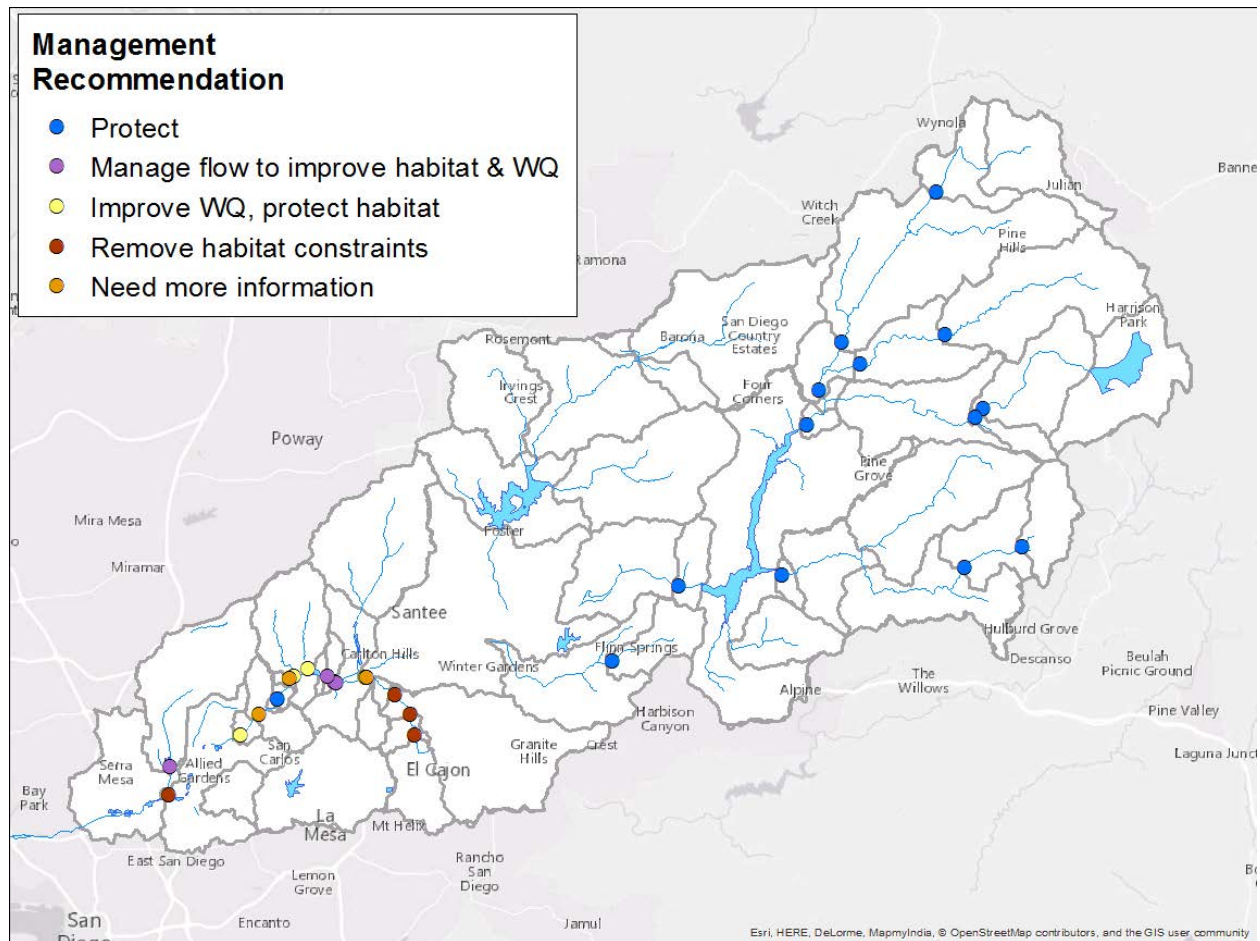 Management
Recommendation
Protect
Manage flow to improve habitat & WQ
Improve WQ, protect habitat
Remove habitat constraints
Need more information
Wynola
Julian
Banne
Witch
Creek
Pine
Hills
Ramona
Harrison
Park
San Diego
Country
Estates
Barona
Rosemont
Irvings
Crest
Four
Corners
Poway
Pine
Grove
Mira Mesa
Foster
Miramar
Santee
Carlton Hills
Winter Gardens
Flinn Springs
Hulburd Grove
Descanso
Beulah
Picnic Ground
The
Willows
Alpine
Pine Valley
Harbison
Canyon
Crest
Granite
Hills
San
Carlos
Allied
Gardens
Serra
Mesa
El Cajon
Laguna Junct
Bay
Park
La
Mesa
Mt Helix
East San Diego
Rancho
San
Diego
Lemon
Grove
Encanto
Jamul
San
Diego
Esri, HERE, DeLorme, MapmyIndia, © OpenStreetMap contributors, and the GIS user community